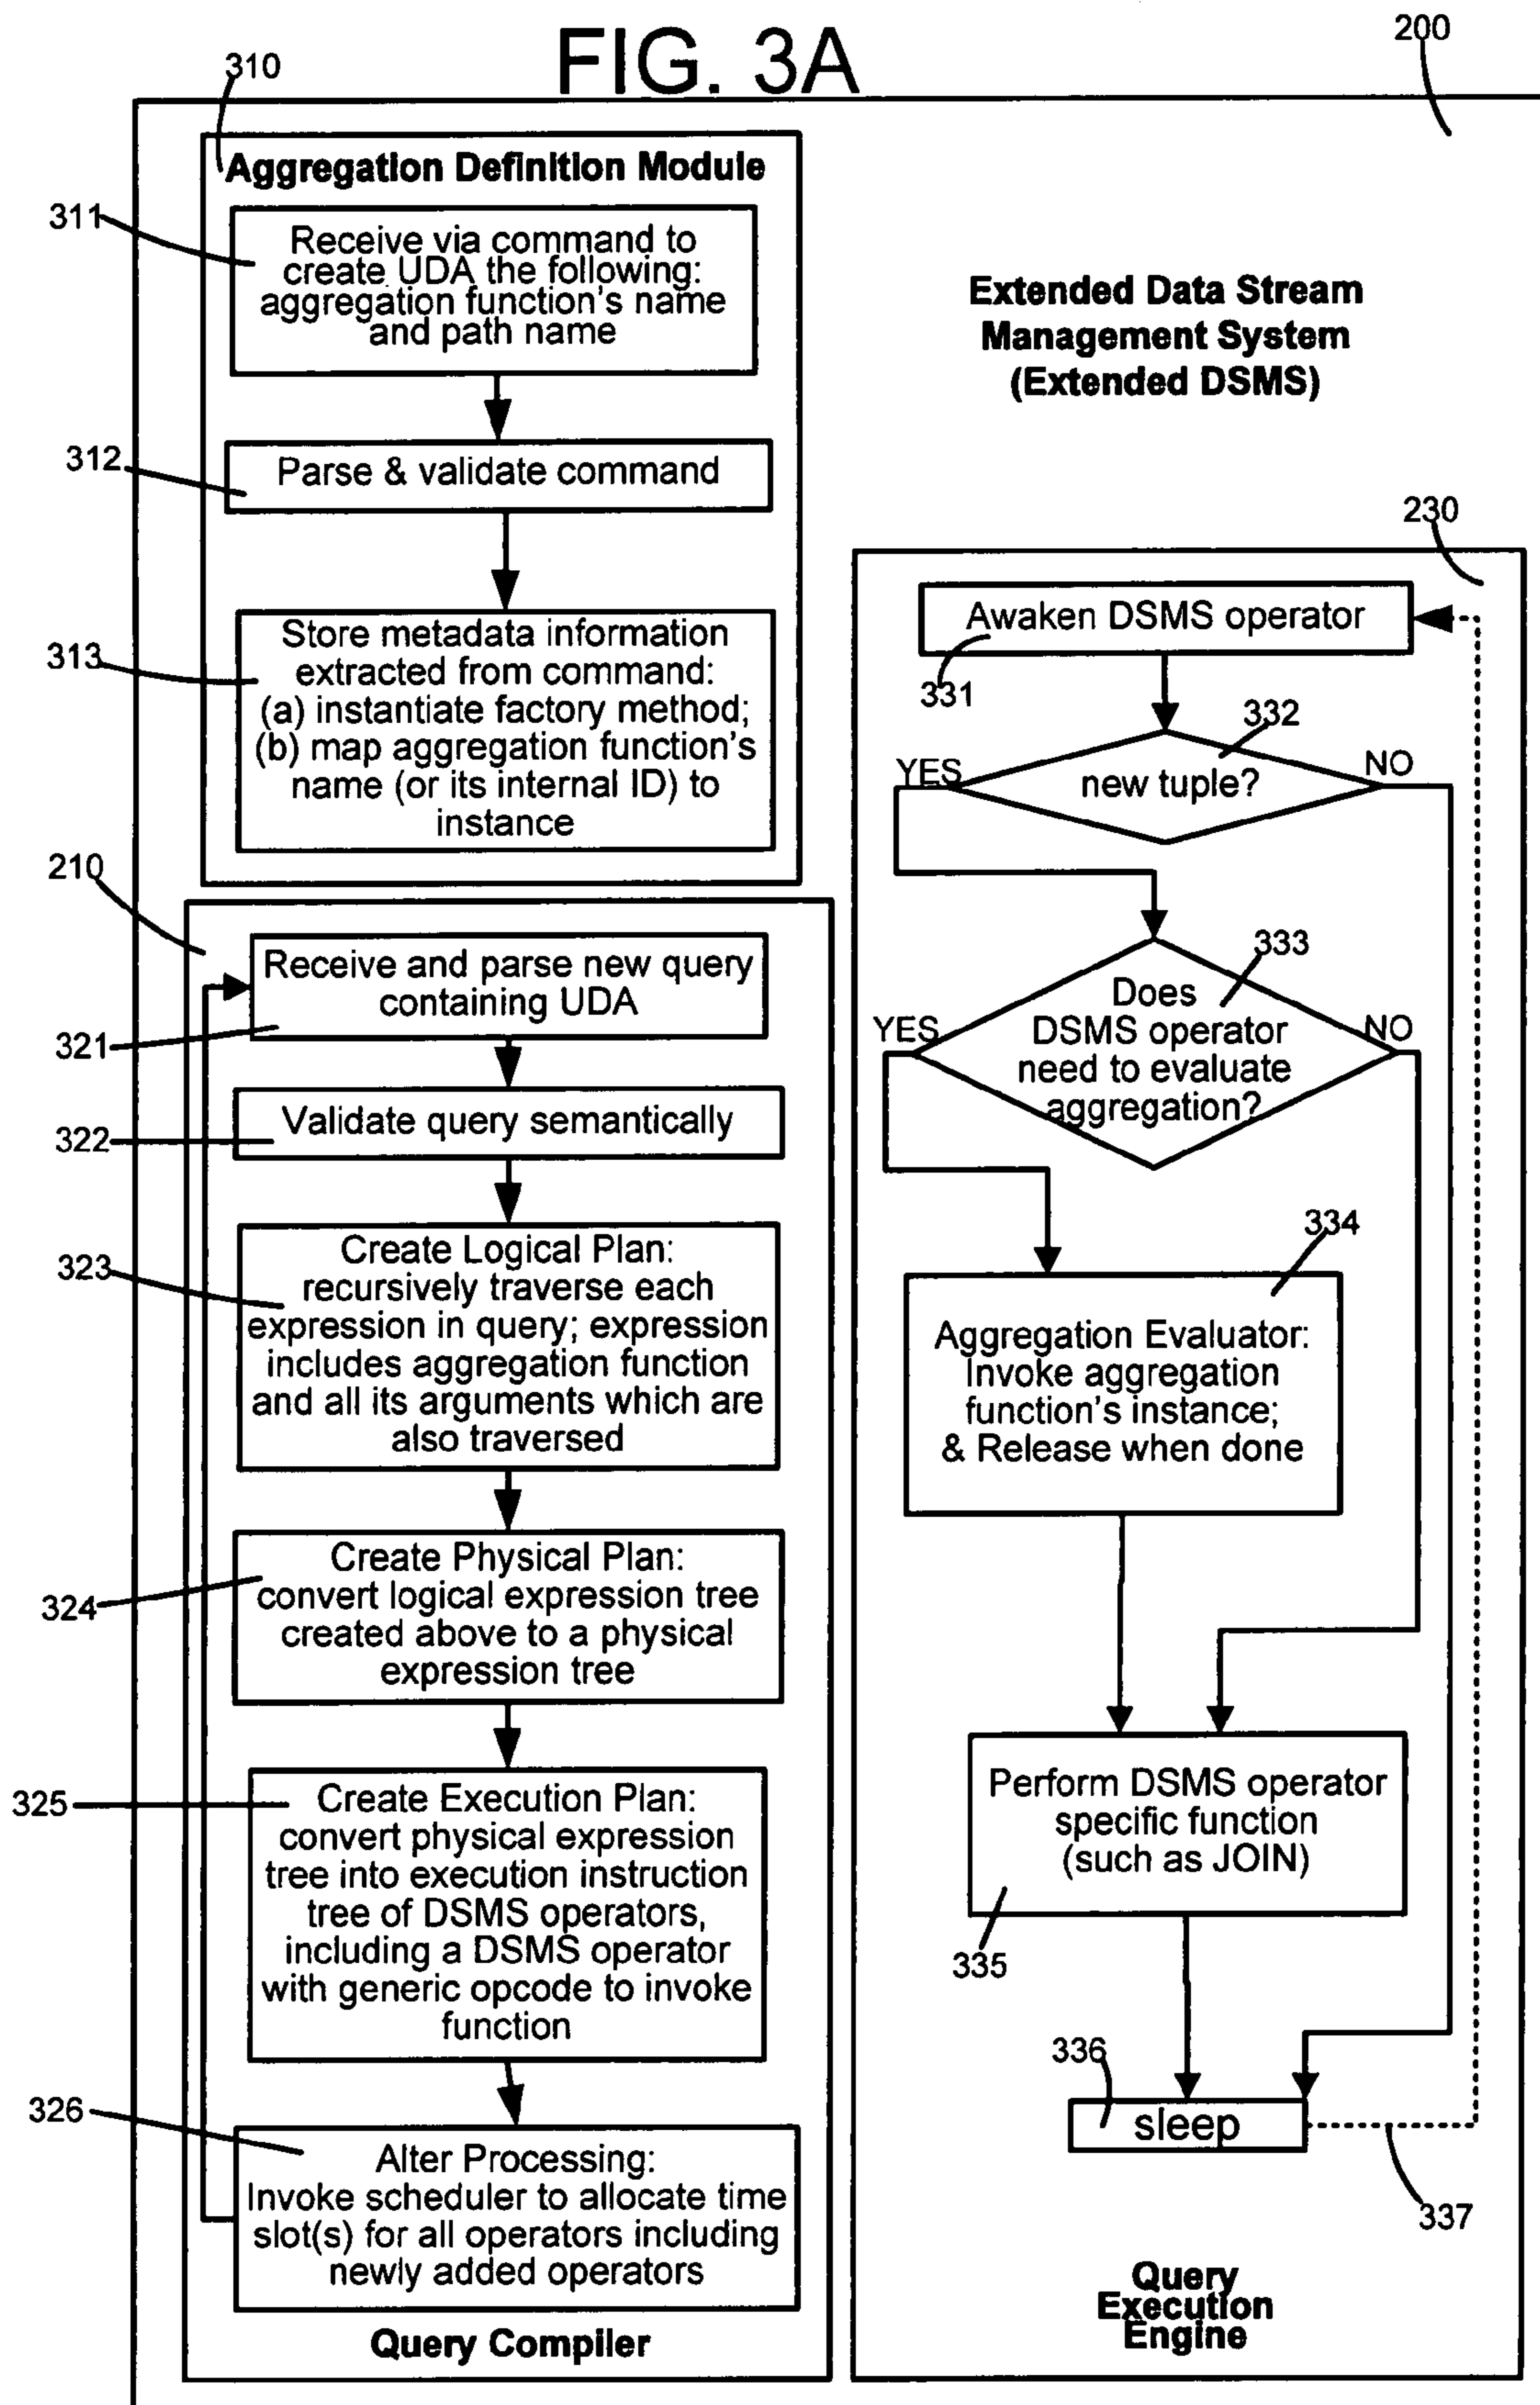 FIG. 3A
200
310
Aggregation Definition Module
311
Receive via command to
create UDA the following:
aggregation function's name
and path name
312
Parse & validate command
313
Store metadata information
extracted from command:
(a) instantiate factory method;
(b) map aggregation function's
name (or its internal ID) to
instance
210
Receive and parse new query
containing UDA
321
Validate query semantically
322
323
Create Logical Plan:
recursively traverse each
expression in query; expression
includes aggregation function
and all its arguments which are
also traversed
324
Create Physical Plan:
convert logical expression tree
created above to a physical
expression tree
325
Create Execution Plan:
convert physical expression
tree into execution instruction
tree of DSMS operators,
including a DSMS operator
with generic opcode to invoke
function
326
Alter Processing:
Invoke scheduler to allocate time
slot(s) for all operators including
newly added operators
Query Compiler
Extended Data Stream
Management System
(Extended DSMS)
230
Awaken DSMS operator
331
332
YES
new tuple?
NO
333
YES
Does
DSMS operator
need to evaluate
aggregation?
NO
334
Aggregation Evaluator:
Invoke aggregation
function's instance;
& Release when done
Perform DSMS operator
specific function
(such as JOIN)
335
336
sleep
337
Query
Execution
Engine